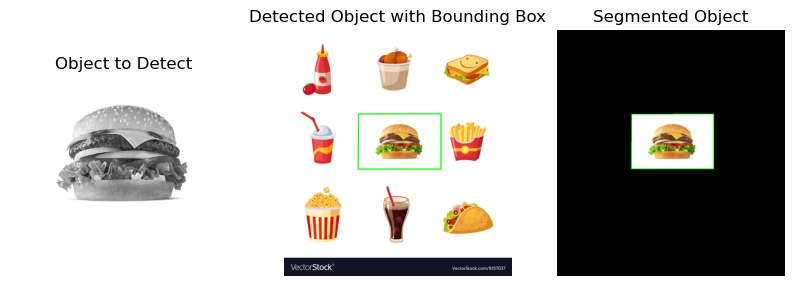 Object to Detect
Detected Object with Bounding Box
Segmented Object
VectorStock®
VectorStock.com/9157037